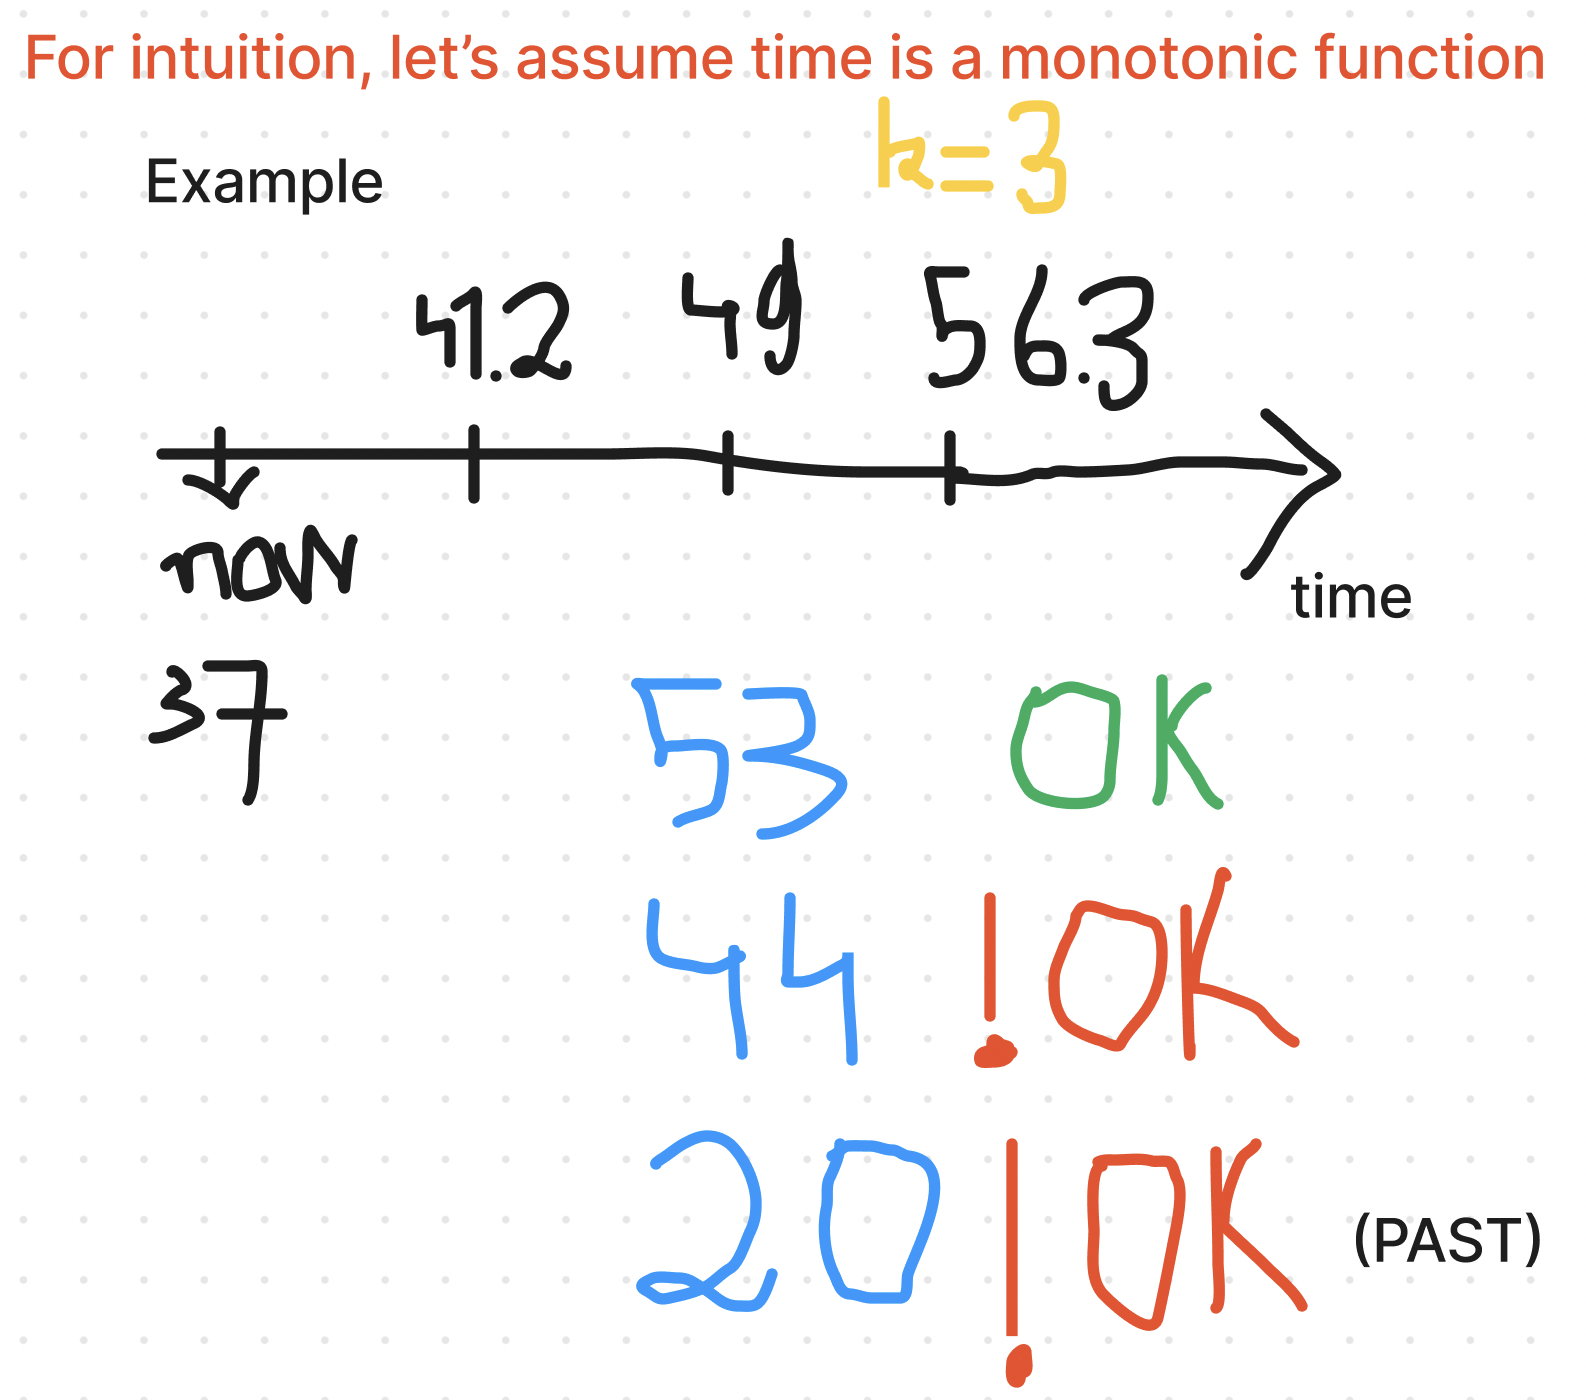 For intuition, let's assume time is a monotonic function
k=3
Example
41.2 49 56.3
now
time
37
53 OK
44 !OK
20 !OK (PAST)